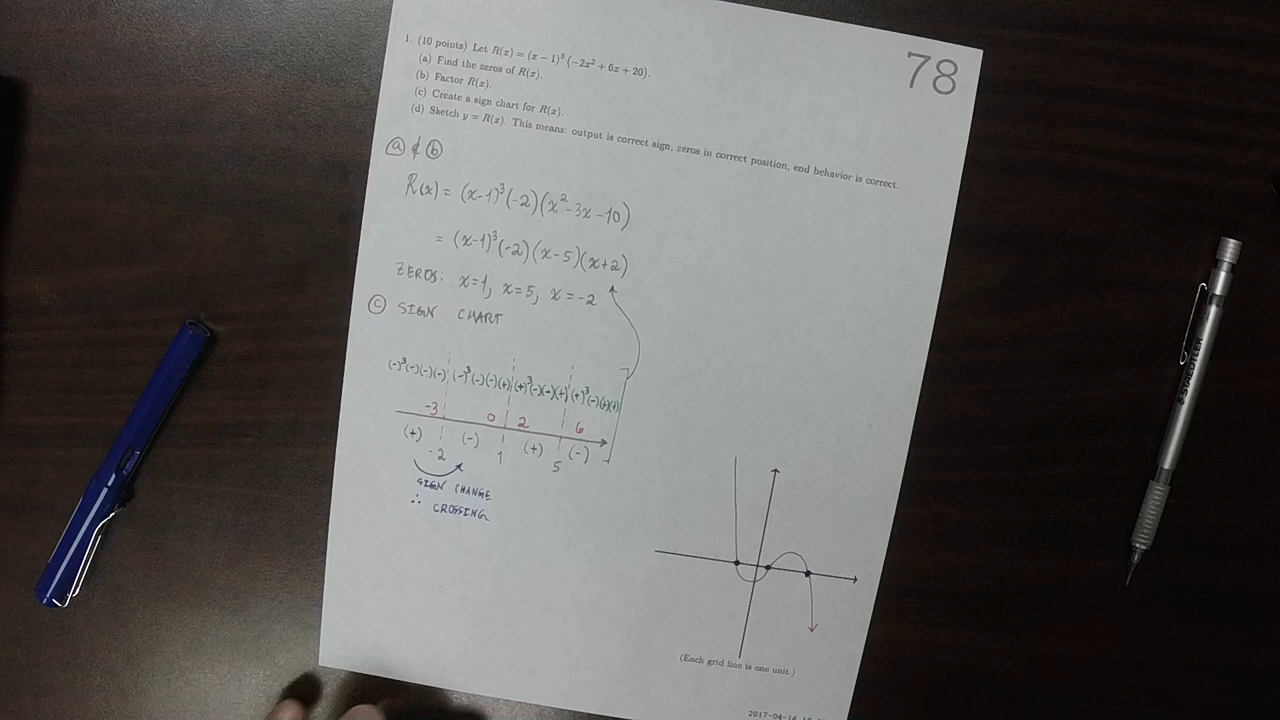 78
1. (10 points) Let R(x) = (x − 1)³ (−2x² + 6x + 20).
(a) Find the zeros of R(x).
(b) Factor R(x).
(c) Create a sign chart for R(x).
(d) Sketch y = R(x). This means: output is correct sign, zeros in correct position, end behavior is correct.
ⓐ & ⓑ
R(x) = (x-1)³(-2)(x²-3x-10)
= (x-1)³(-2)(x-5)(x+2)
ZEROS: x=1, x=5, x=-2
ⓒ SIGN CHART
(-)³(-)(-)(-) (-)³(-)(-)(+) (+)³(-)(-)(+) (+)³(-)(+)(+)
-3 0 2 6
(+) (-) (+) (-)
-2 1 5
SIGN CHANGE
∴ CROSSING
(Each grid line is one unit.)
STAEDTLER